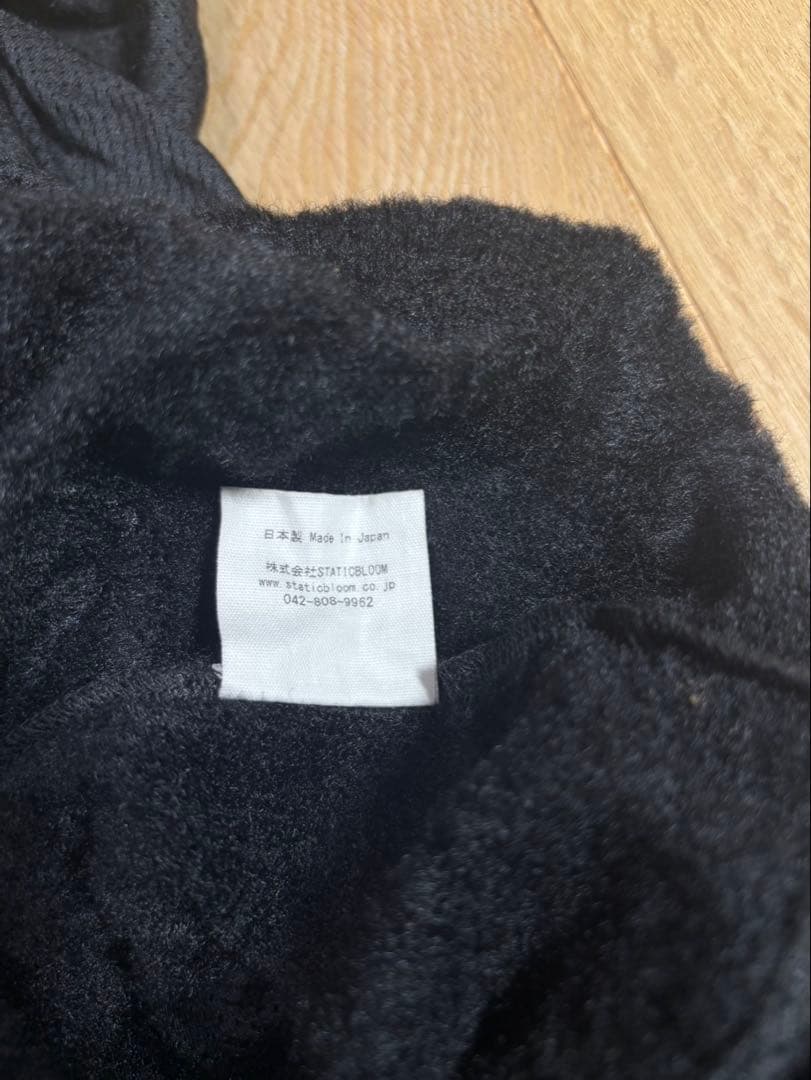 日本製 Made In Japan
株式会社STATICBLOOM
www.staticbloom.co.jp
042-808-9962